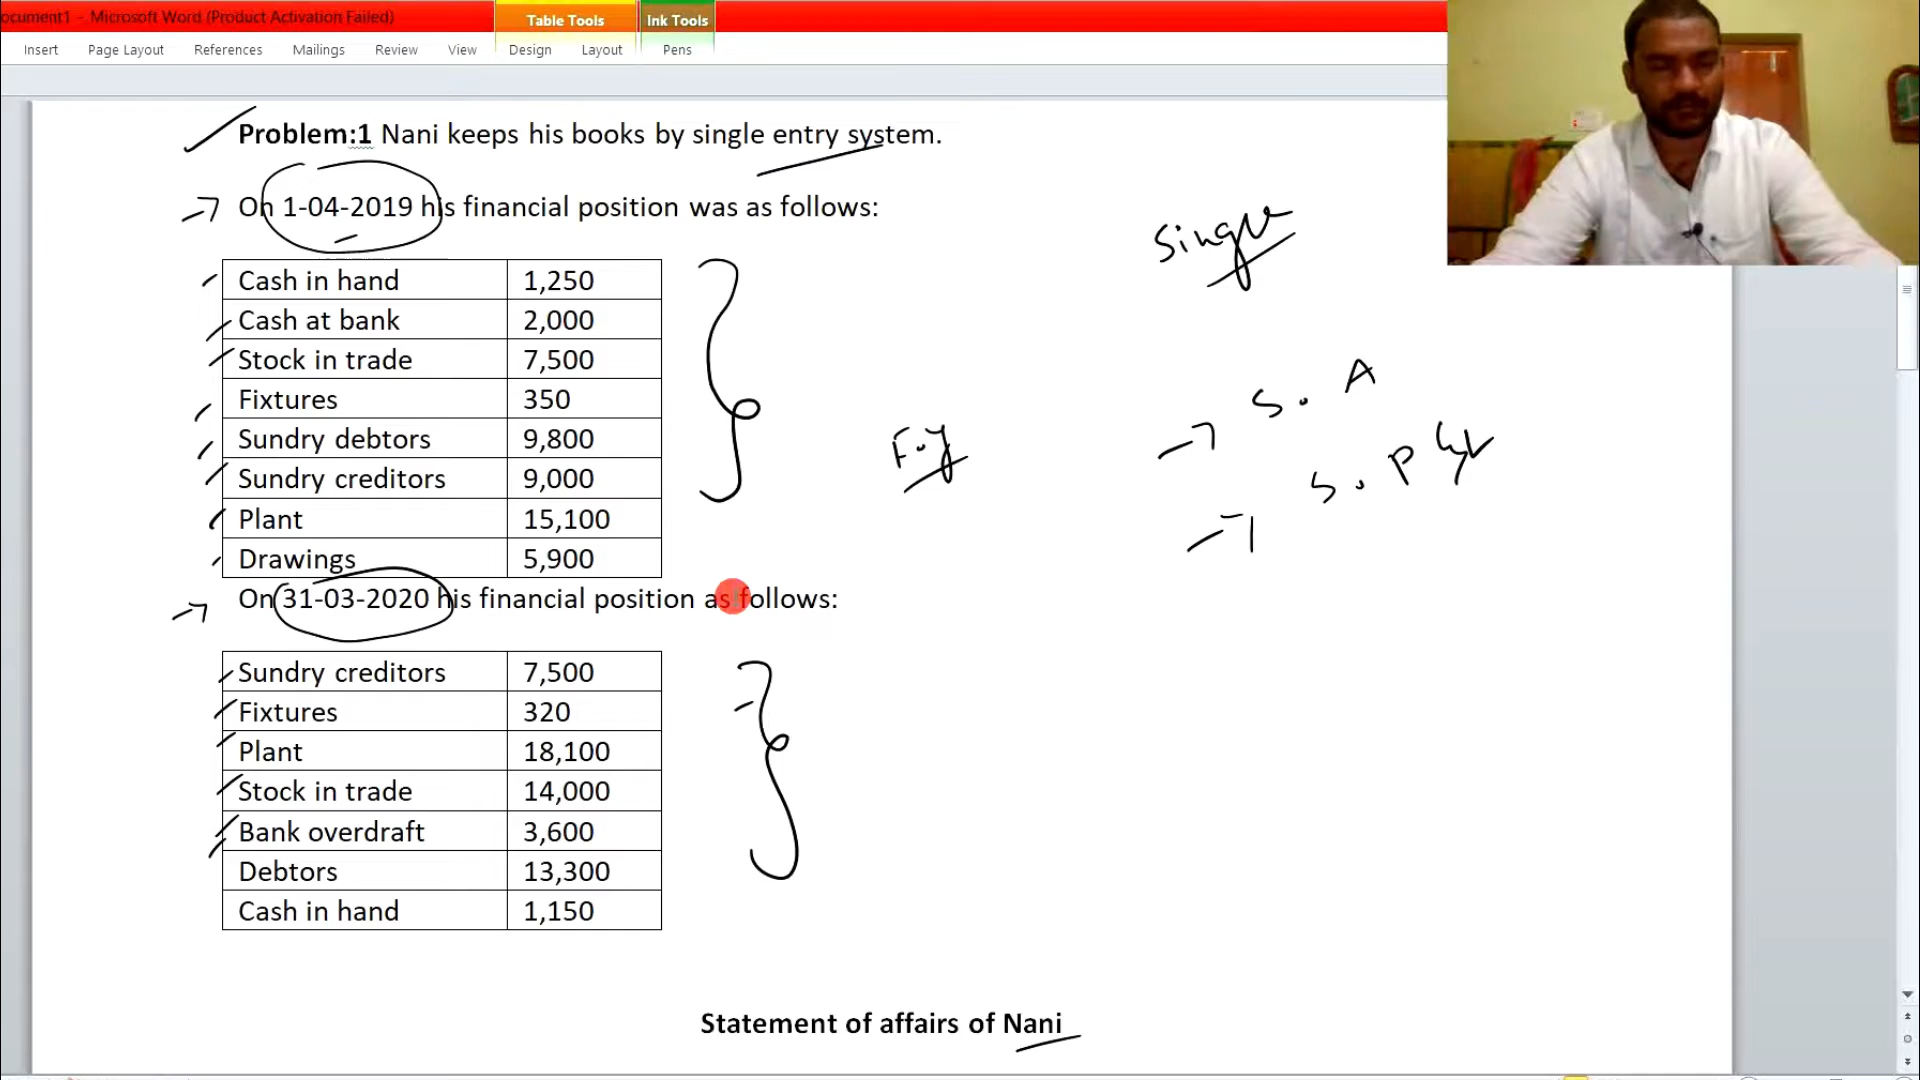 ocument1 - Microsoft Word (Product Activation Failed)
Table Tools
Ink Tools
Insert Page Layout References Mailings Review View Design Layout Pens
Problem:1 Nani keeps his books by single entry system.
On 1-04-2019 his financial position was as follows:
Single
Cash in hand 1,250
Cash at bank 2,000
Stock in trade 7,500
S. A
Fixtures 350
Sundry debtors 9,800
F.y
Sundry creditors 9,000
Plant 15,100
Drawings 5,900
On 31-03-2020 his financial position as follows:
Sundry creditors 7,500
Fixtures 320
Plant 18,100
Stock in trade 14,000
Bank overdraft 3,600
Debtors 13,300
Cash in hand 1,150
Statement of affairs of Nani